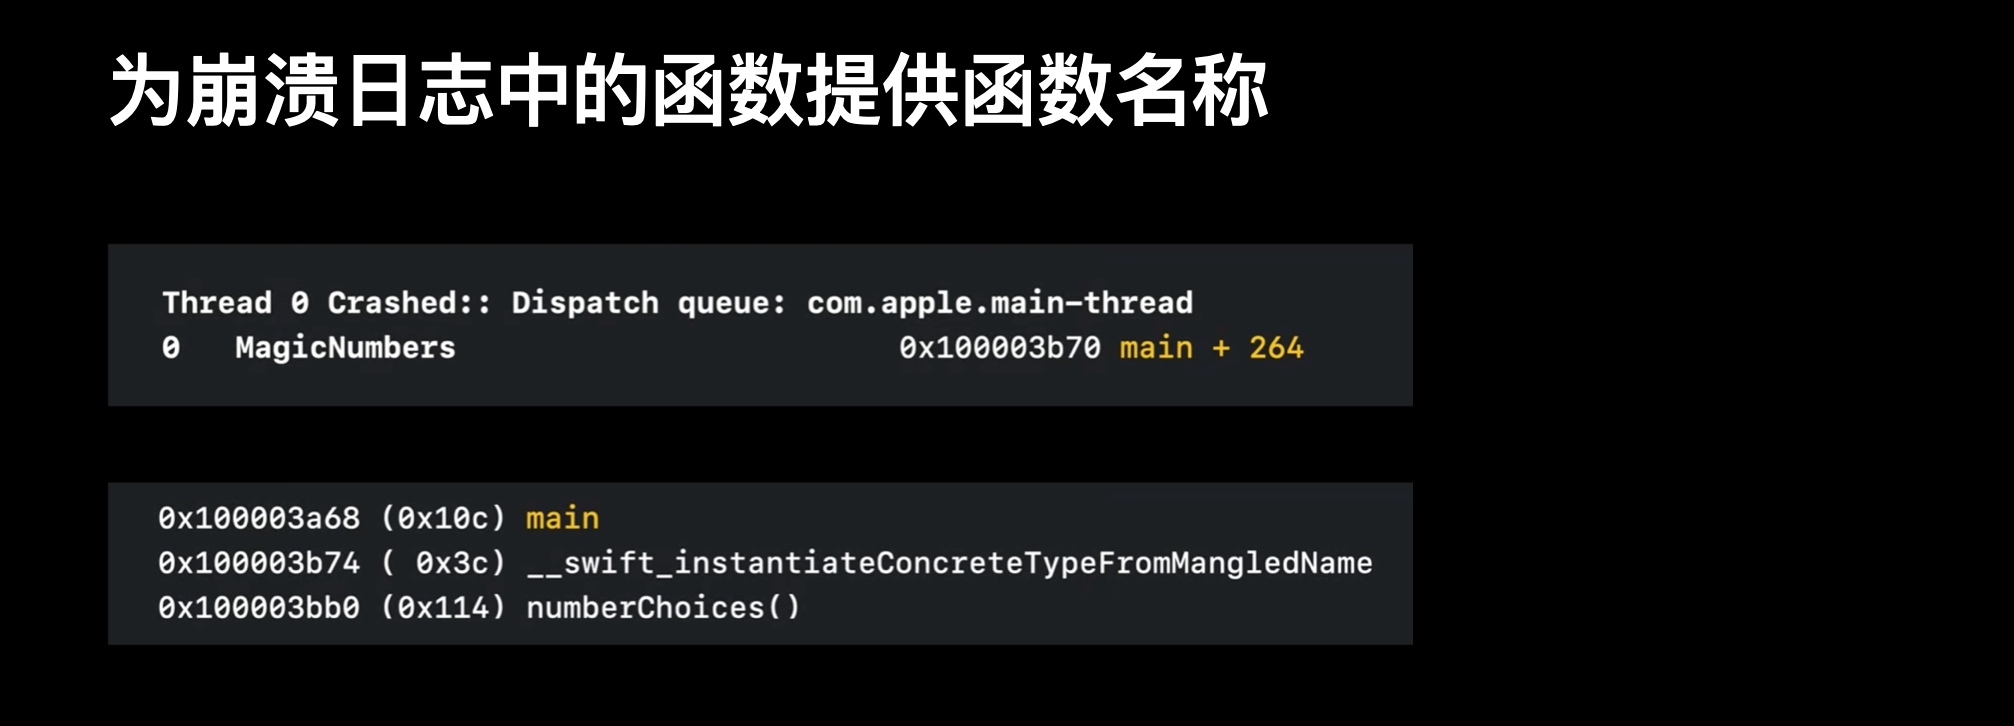 为崩溃日志中的函数提供函数名称
Thread 0 Crashed:: Dispatch queue: com.apple.main-thread
0   MagicNumbers                        0x100003b70 main + 264
0x100003a68 (0x10c) main
0x100003b74 ( 0x3c) __swift_instantiateConcreteTypeFromMangledName
0x100003bb0 (0x114) numberChoices()